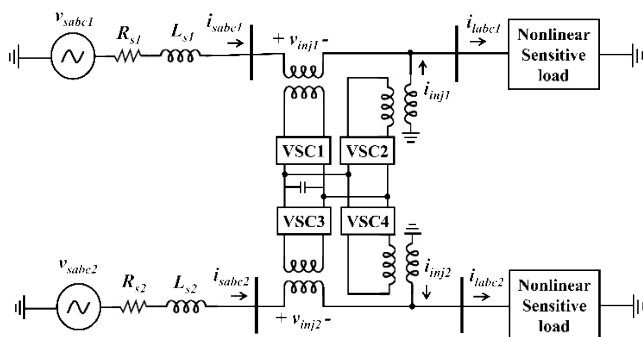 v_sabc1
R_s1
L_s1
i_sabc1
+ v_inj1 -
i_labc1
Nonlinear
Sensitive
load
i_inj1
VSC1
VSC2
VSC3
VSC4
v_sabc2
R_s2
L_s2
i_sabc2
+ v_inj2 -
i_inj2
i_labc2
Nonlinear
Sensitive
load